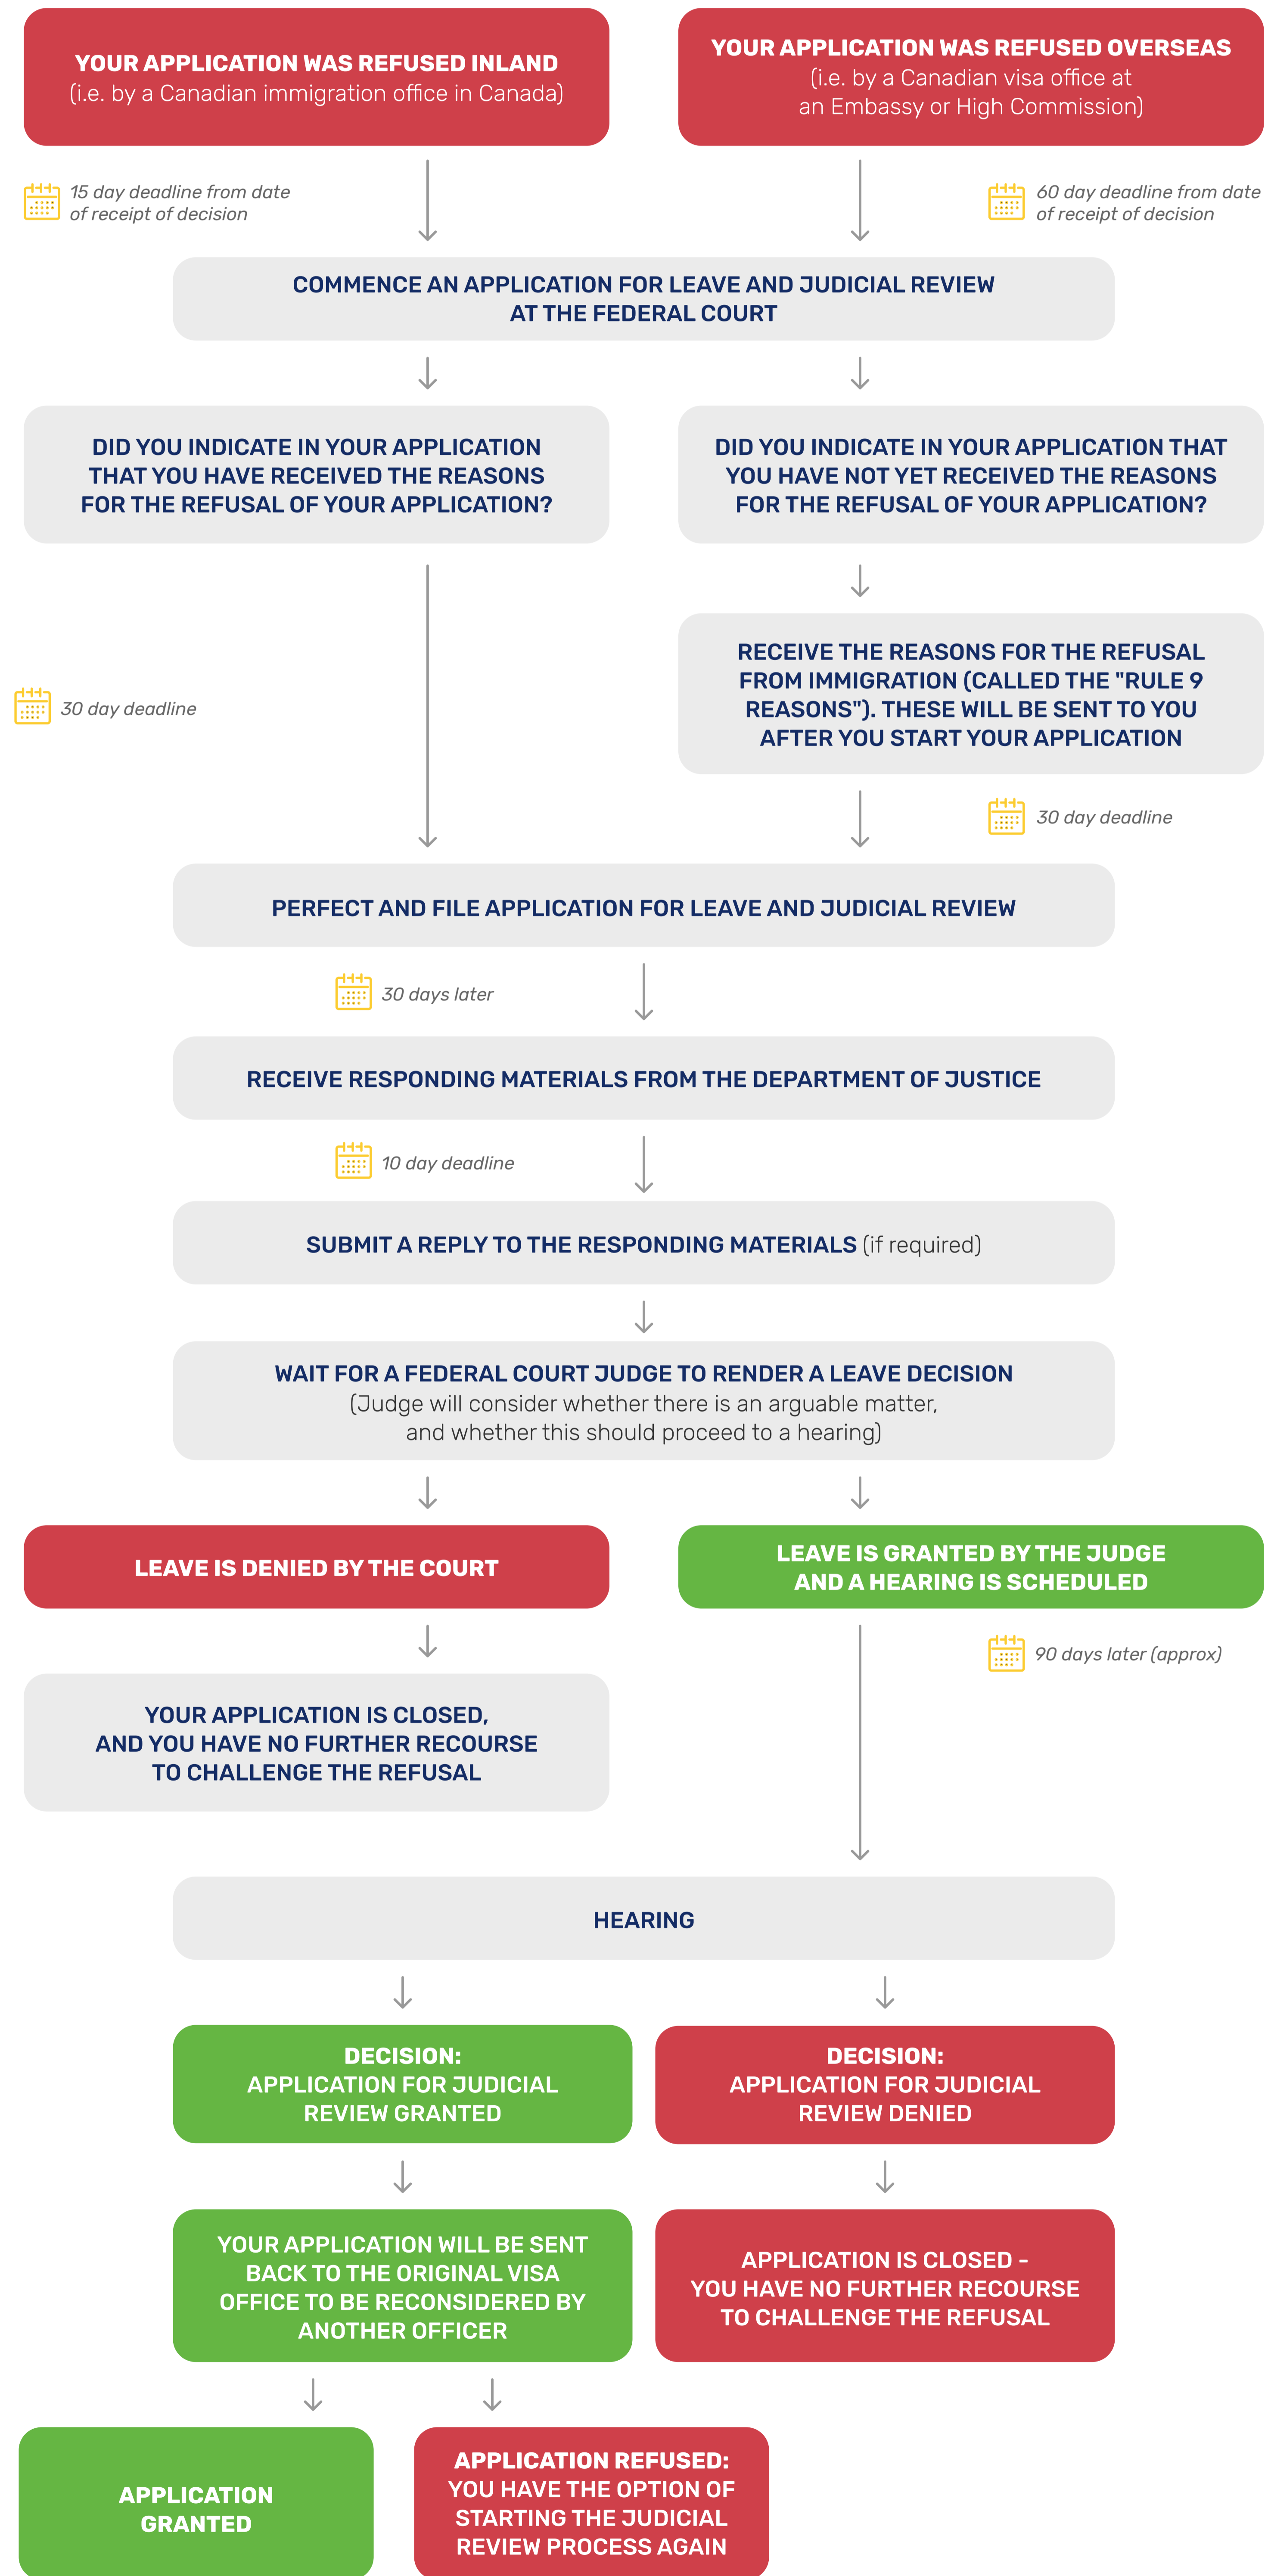 YOUR APPLICATION WAS REFUSED INLAND
(i.e. by a Canadian immigration office in Canada)
YOUR APPLICATION WAS REFUSED OVERSEAS
(i.e. by a Canadian visa office at
an Embassy or High Commission)
15 day deadline from date
of receipt of decision
60 day deadline from date
of receipt of decision
COMMENCE AN APPLICATION FOR LEAVE AND JUDICIAL REVIEW
AT THE FEDERAL COURT
DID YOU INDICATE IN YOUR APPLICATION
THAT YOU HAVE RECEIVED THE REASONS
FOR THE REFUSAL OF YOUR APPLICATION?
DID YOU INDICATE IN YOUR APPLICATION THAT
YOU HAVE NOT YET RECEIVED THE REASONS
FOR THE REFUSAL OF YOUR APPLICATION?
RECEIVE THE REASONS FOR THE REFUSAL
FROM IMMIGRATION (CALLED THE "RULE 9
REASONS"). THESE WILL BE SENT TO YOU
AFTER YOU START YOUR APPLICATION
30 day deadline
30 day deadline
PERFECT AND FILE APPLICATION FOR LEAVE AND JUDICIAL REVIEW
30 days later
RECEIVE RESPONDING MATERIALS FROM THE DEPARTMENT OF JUSTICE
10 day deadline
SUBMIT A REPLY TO THE RESPONDING MATERIALS (if required)
WAIT FOR A FEDERAL COURT JUDGE TO RENDER A LEAVE DECISION
(Judge will consider whether there is an arguable matter,
and whether this should proceed to a hearing)
LEAVE IS DENIED BY THE COURT
LEAVE IS GRANTED BY THE JUDGE
AND A HEARING IS SCHEDULED
90 days later (approx)
YOUR APPLICATION IS CLOSED,
AND YOU HAVE NO FURTHER RECOURSE
TO CHALLENGE THE REFUSAL
HEARING
DECISION:
APPLICATION FOR JUDICIAL
REVIEW GRANTED
DECISION:
APPLICATION FOR JUDICIAL
REVIEW DENIED
YOUR APPLICATION WILL BE SENT
BACK TO THE ORIGINAL VISA
OFFICE TO BE RECONSIDERED BY
ANOTHER OFFICER
APPLICATION IS CLOSED -
YOU HAVE NO FURTHER RECOURSE
TO CHALLENGE THE REFUSAL
APPLICATION
GRANTED
APPLICATION REFUSED:
YOU HAVE THE OPTION OF
STARTING THE JUDICIAL
REVIEW PROCESS AGAIN